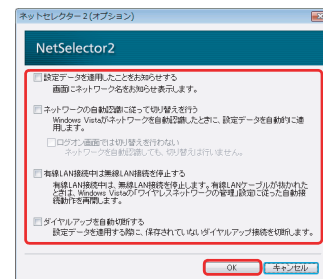 ネットセレクター2(オプション)
NetSelector2
設定データを適用したことをお知らせする
画面にネットワーク名をお知らせ表示します。
ネットワークの自動認識に従って切り替えを行う
Windows Vistaがネットワークを自動認識したときに、設定データを自動的に適
用します。
ログオン画面では切り替えを行わない
ネットワークを自動認識しても、切り替えは行いません。
有線LAN接続中は無線LAN接続を停止する
有線LAN接続中は、無線LAN接続を停止します。有線LANケーブルが抜かれた
ときは、Windows Vistaの「ワイヤレスネットワークの管理」設定に従った自動接
続動作を再開します。
ダイヤルアップを自動切断する
設定データを適用する際に、保存されていないダイヤルアップ接続を切断します。
OK
キャンセル